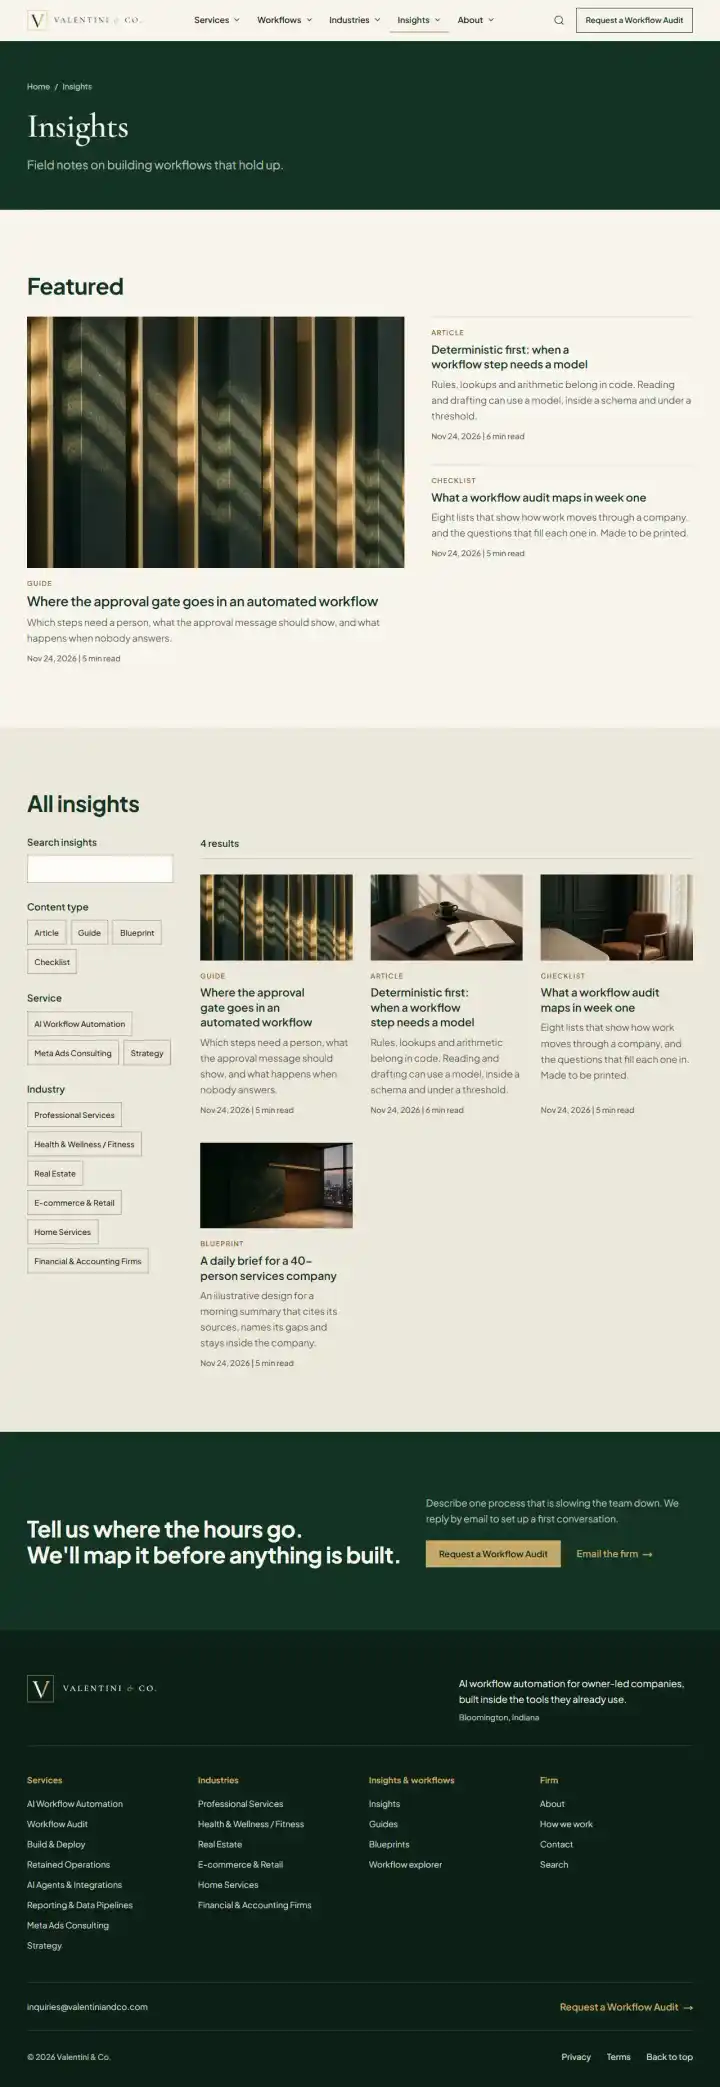 V VALENTINI & CO.
Services
Workflows
Industries
Insights
About
Request a Workflow Audit
Home / Insights
Insights
Field notes on building workflows that hold up.
Featured
GUIDE
Where the approval gate goes in an automated workflow
Which steps need a person, what the approval message should show, and what
happens when nobody answers.
Nov 24, 2026 | 5 min read
ARTICLE
Deterministic first: when a
workflow step needs a model
Rules, lookups and arithmetic belong in code. Reading
and drafting can use a model, inside a schema and under a
threshold.
Nov 24, 2026 | 6 min read
CHECKLIST
What a workflow audit maps in week one
Eight lists that show how work moves through a company,
and the questions that fill each one in. Made to be printed.
Nov 24, 2026 | 5 min read
All insights
Search insights
Content type
Article
Guide
Blueprint
Checklist
Service
AI Workflow Automation
Meta Ads Consulting
Strategy
Industry
Professional Services
Health & Wellness / Fitness
Real Estate
E-commerce & Retail
Home Services
Financial & Accounting Firms
4 results
GUIDE
Where the approval
gate goes in an
automated workflow
Which steps need a person, what
the approval message should
show, and what happens when
nobody answers.
Nov 24, 2026 | 5 min read
ARTICLE
Deterministic first:
when a workflow
step needs a model
Rules, lookups and arithmetic
belong in code. Reading and
drafting can use a model, inside a
schema and under a threshold.
Nov 24, 2026 | 6 min read
CHECKLIST
What a workflow audit
maps in week one
Eight lists that show how work
moves through a company, and
the questions that fill each one in.
Made to be printed.
Nov 24, 2026 | 5 min read
BLUEPRINT
A daily brief for a 40-
person services company
An illustrative design for a
morning summary that cites its
sources, names its gaps and
stays inside the company.
Nov 24, 2026 | 5 min read
Tell us where the hours go.
We'll map it before anything is built.
Describe one process that is slowing the team down. We
reply by email to set up a first conversation.
Request a Workflow Audit
Email the firm →
V VALENTINI & CO.
AI workflow automation for owner-led companies,
built inside the tools they already use.
Bloomington, Indiana
Services
AI Workflow Automation
Workflow Audit
Build & Deploy
Retained Operations
AI Agents & Integrations
Reporting & Data Pipelines
Meta Ads Consulting
Strategy
Industries
Professional Services
Health & Wellness / Fitness
Real Estate
E-commerce & Retail
Home Services
Financial & Accounting Firms
Insights & workflows
Insights
Guides
Blueprints
Workflow explorer
Firm
About
How we work
Contact
Search
inquiries@valentiniandco.com
Request a Workflow Audit →
© 2026 Valentini & Co.
Privacy
Terms
Back to top